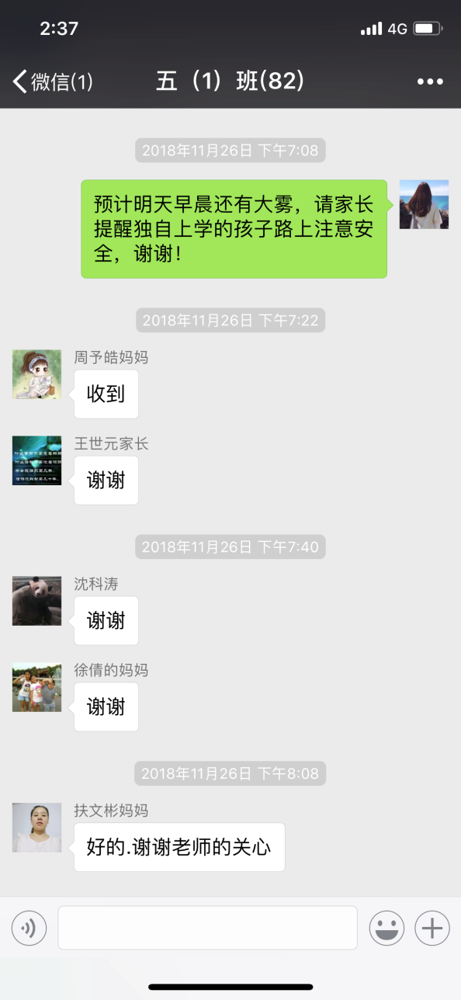 2:37
4G
微信(1)
五（1）班(82)
2018年11月26日 下午7:08
预计明天早晨还有大雾，请家长
提醒独自上学的孩子路上注意安
全，谢谢！
2018年11月26日 下午7:22
周予皓妈妈
收到
王世元家长
谢谢
2018年11月26日 下午7:40
沈科涛
谢谢
徐倩的妈妈
谢谢
2018年11月26日 下午8:08
扶文彬妈妈
好的.谢谢老师的关心